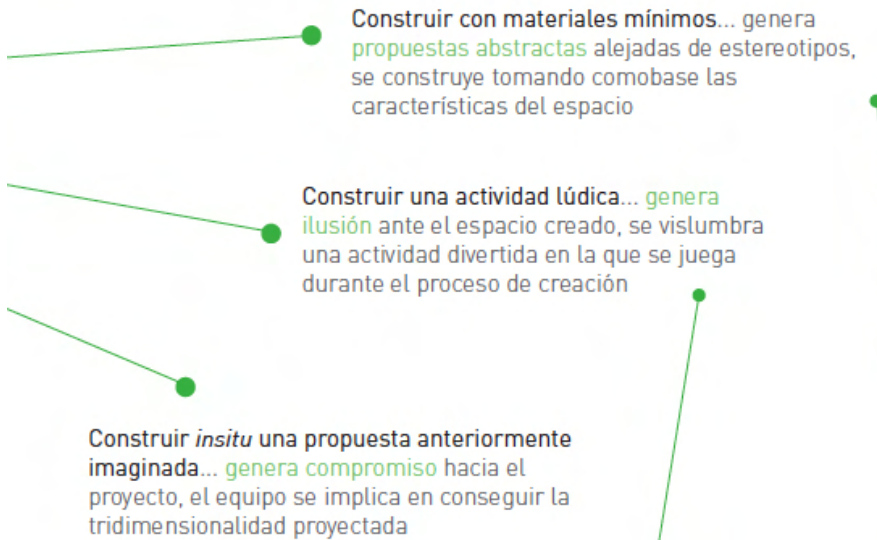 Construir con materiales mínimos... genera
propuestas abstractas alejadas de estereotipos,
se construye tomando comobase las
características del espacio
Construir una actividad lúdica... genera
ilusión ante el espacio creado, se vislumbra
una actividad divertida en la que se juega
durante el proceso de creación
Construir insitu una propuesta anteriormente
imaginada... genera compromiso hacia el
proyecto, el equipo se implica en conseguir la
tridimensionalidad proyectada